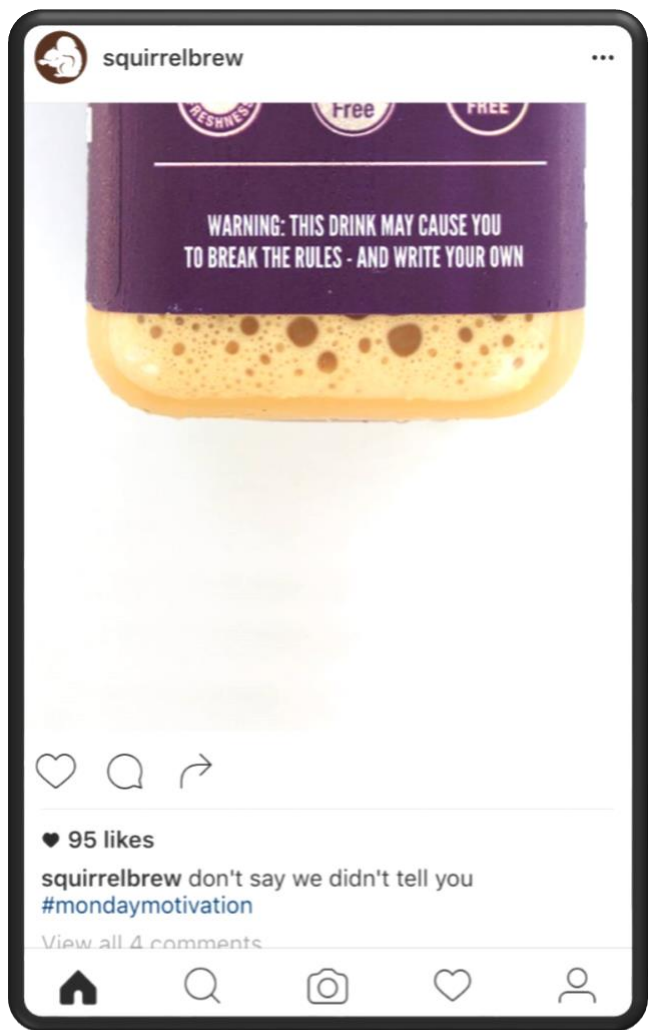 squirrelbrew
FRESHNESS Free FREE
WARNING: THIS DRINK MAY CAUSE YOU
TO BREAK THE RULES - AND WRITE YOUR OWN
95 likes
squirrelbrew don't say we didn't tell you
#mondaymotivation
View all 4 comments